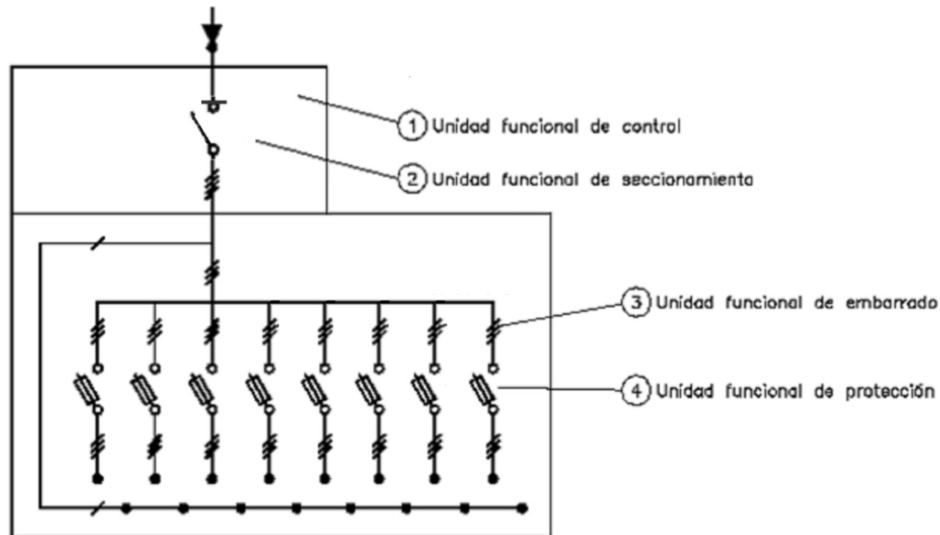 1 Unidad funcional de control
2 Unidad funcional de seccionamiento
3 Unidad funcional de embarrado
4 Unidad funcional de protección